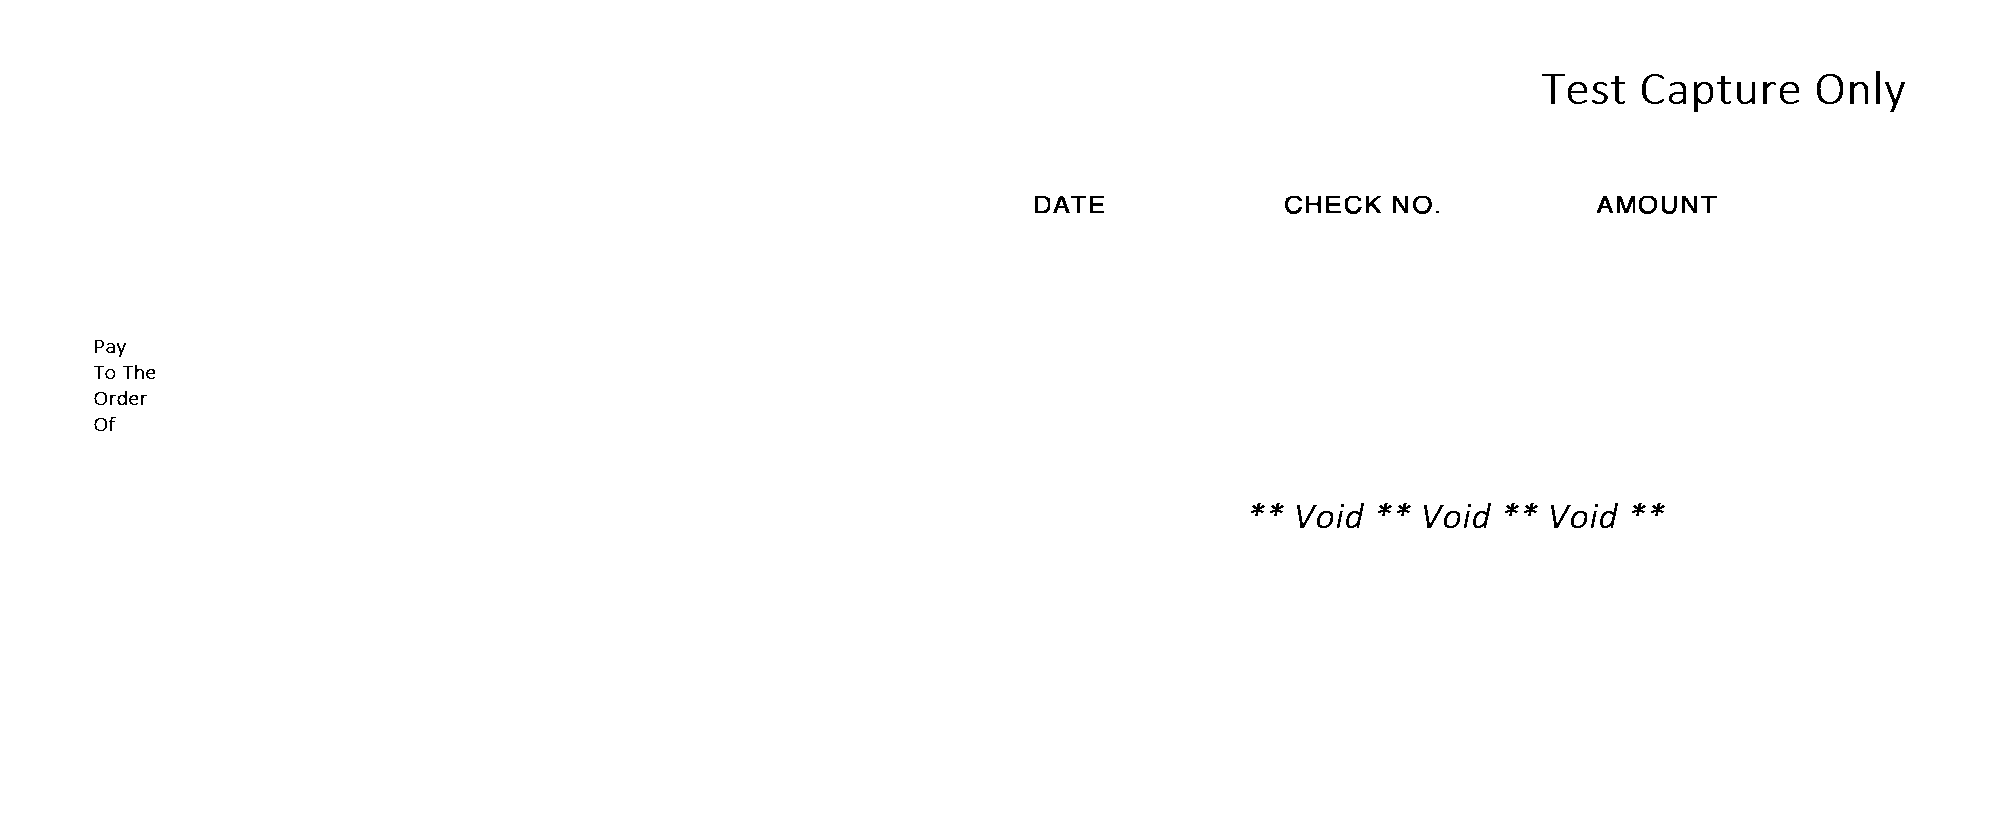 Test Capture Only
DATE CHECK NO. AMOUNT
Pay
To The
Order
Of
** Void ** Void ** Void **